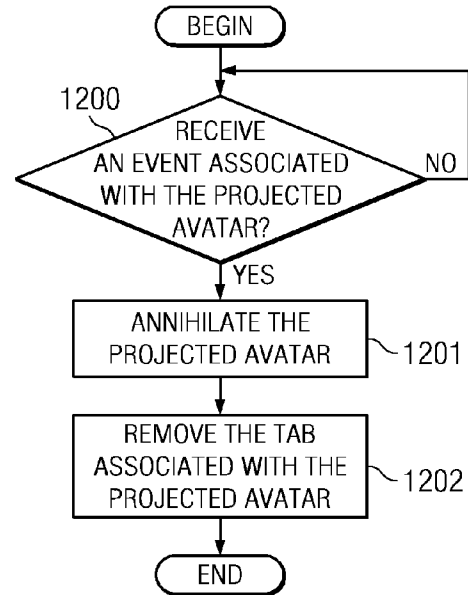 BEGIN
1200
RECEIVE
AN EVENT ASSOCIATED
WITH THE PROJECTED
AVATAR?
NO
YES
ANNIHILATE THE
PROJECTED AVATAR
1201
REMOVE THE TAB
ASSOCIATED WITH THE
PROJECTED AVATAR
1202
END